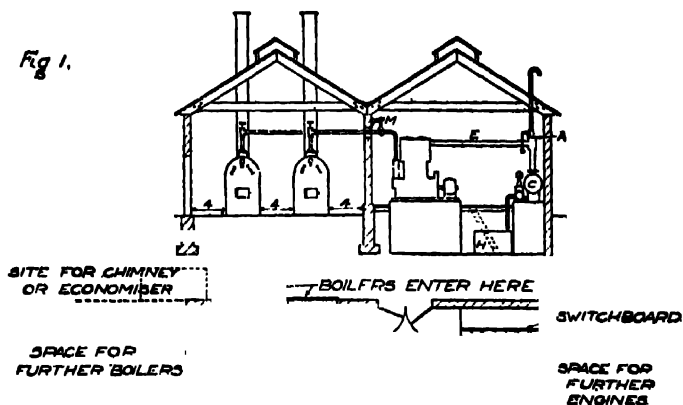 Fig 1.
B
M
E
A
C
4
4
4
H
SITE FOR CHIMNEY
OR ECONOMISER
BOILERS ENTER HERE
SWITCHBOARD
SPACE FOR
FURTHER BOILERS
SPACE FOR
FURTHER
ENGINES